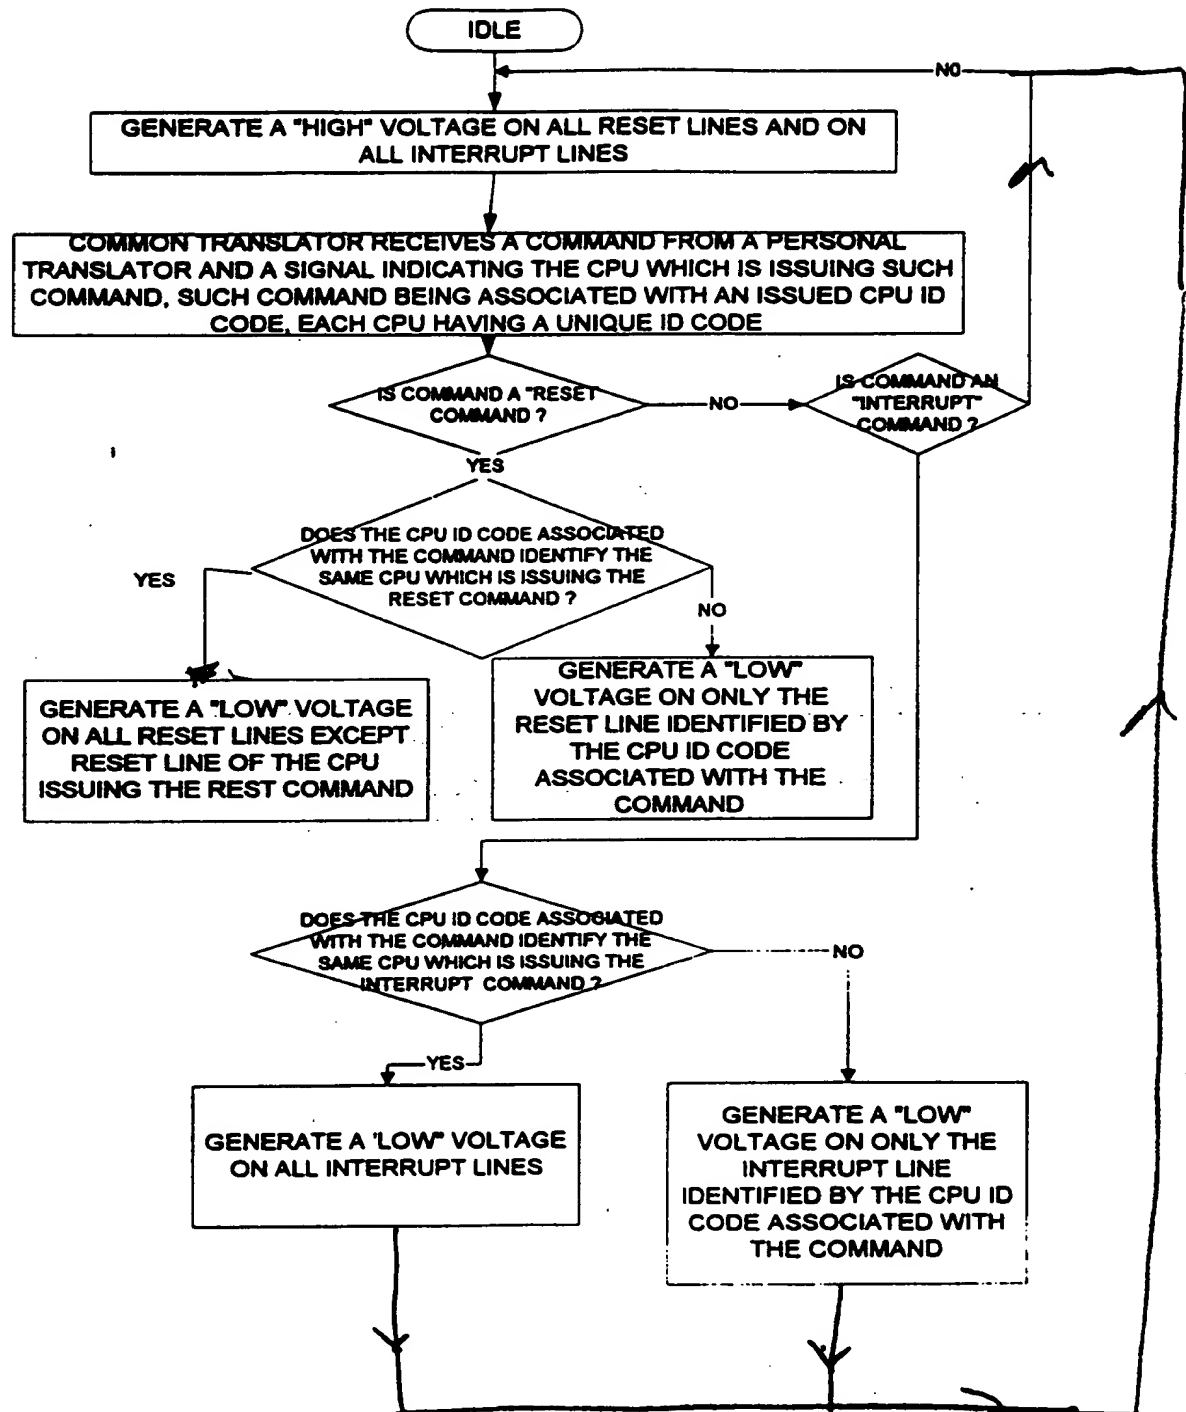 IDLE
NO
GENERATE A "HIGH" VOLTAGE ON ALL RESET LINES AND ON
ALL INTERRUPT LINES
COMMON TRANSLATOR RECEIVES A COMMAND FROM A PERSONAL
TRANSLATOR AND A SIGNAL INDICATING THE CPU WHICH IS ISSUING SUCH
COMMAND, SUCH COMMAND BEING ASSOCIATED WITH AN ISSUED CPU ID
CODE, EACH CPU HAVING A UNIQUE ID CODE
IS COMMAND A "RESET
COMMAND ?
NO
IS COMMAND AN
"INTERRUPT"
COMMAND ?
YES
DOES THE CPU ID CODE ASSOCIATED
WITH THE COMMAND IDENTIFY THE
SAME CPU WHICH IS ISSUING THE
RESET COMMAND ?
YES
NO
GENERATE A "LOW" VOLTAGE
ON ALL RESET LINES EXCEPT
RESET LINE OF THE CPU
ISSUING THE REST COMMAND
GENERATE A "LOW"
VOLTAGE ON ONLY THE
RESET LINE IDENTIFIED BY
THE CPU ID CODE
ASSOCIATED WITH THE
COMMAND
DOES THE CPU ID CODE ASSOCIATED
WITH THE COMMAND IDENTIFY THE
SAME CPU WHICH IS ISSUING THE
INTERRUPT COMMAND ?
NO
YES
GENERATE A 'LOW" VOLTAGE
ON ALL INTERRUPT LINES
GENERATE A "LOW"
VOLTAGE ON ONLY THE
INTERRUPT LINE
IDENTIFIED BY THE CPU ID
CODE ASSOCIATED WITH
THE COMMAND